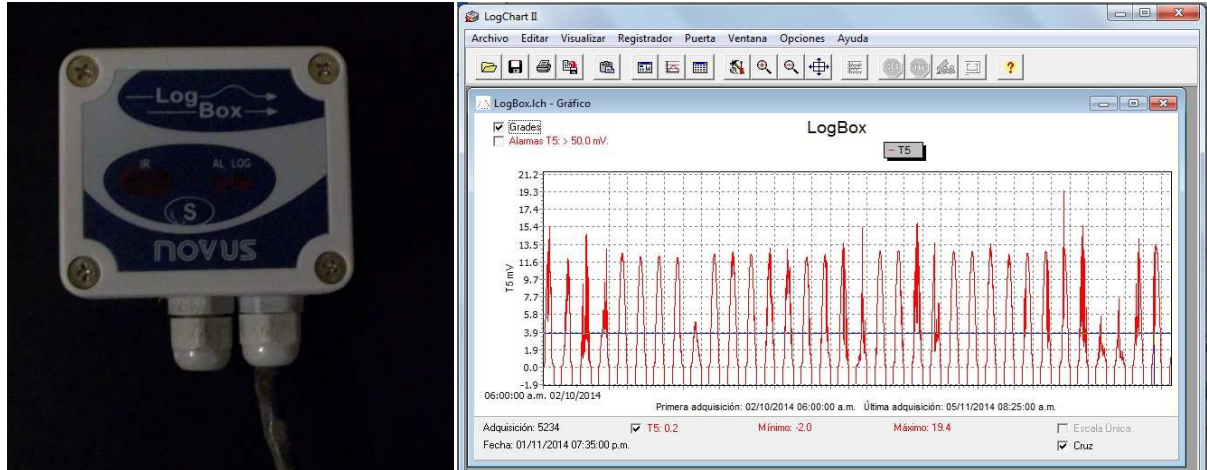 Log
Box
IR
AL LOG
S
NOVUS
LogChart II
Archivo Editar Visualizar Registrador Puerta Ventana Opciones Ayuda
LogBox.lch - Gráfico
Grades
Alarmas T5: > 50.0 mV.
LogBox
T5
21.2
19.3
17.4
15.4
13.5
11.6
9.7
7.7
5.8
3.9
1.9
0.0
-1.9
T5 mV
06:00:00 a.m. 02/10/2014
Primera adquisición: 02/10/2014 06:00:00 a.m. Última adquisición: 05/11/2014 08:25:00 a.m.
Adquisición: 5234
T5: 0.2
Mínimo: -2.0
Máximo: 19.4
Escala Única
Fecha: 01/11/2014 07:35:00 p.m.
Cruz